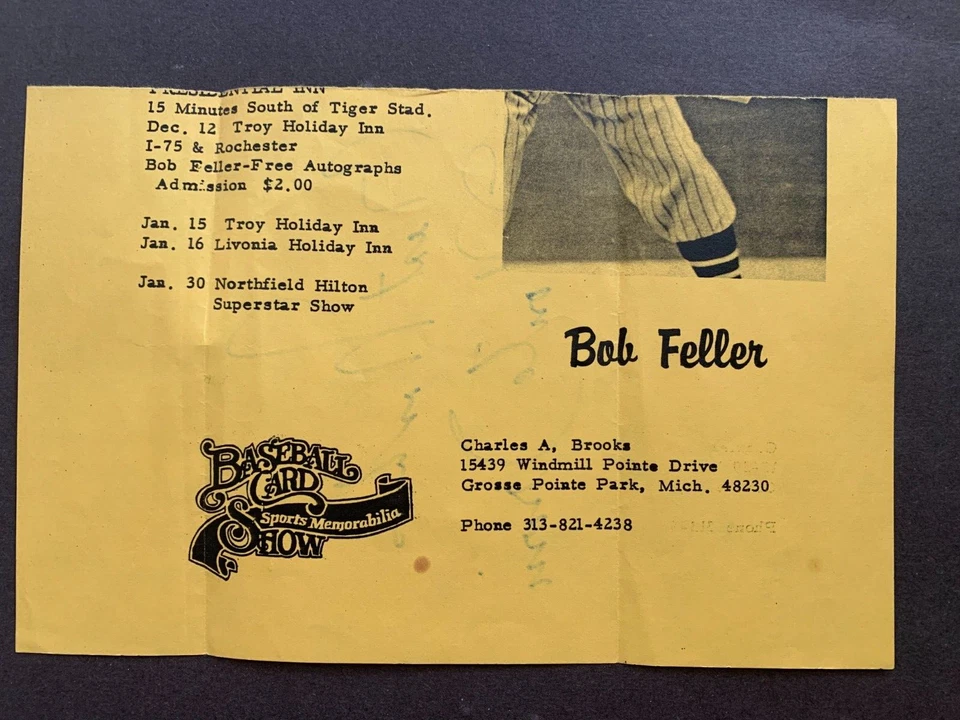 PRESIDENTIAL INN
15 Minutes South of Tiger Stad.
Dec. 12 Troy Holiday Inn
I-75 & Rochester
Bob Feller-Free Autographs
Admission $2.00
Jan. 15 Troy Holiday Inn
Jan. 16 Livonia Holiday Inn
Jan. 30 Northfield Hilton
Superstar Show
Bob Feller
BASEBALL
CARD
Sports Memorabilia
SHOW
Charles A, Brooks
15439 Windmill Pointe Drive
Grosse Pointe Park, Mich. 48230
Phone 313-821-4238